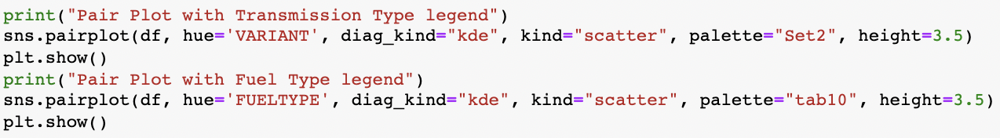 print("Pair Plot with Transmission Type legend")
sns.pairplot(df, hue='VARIANT', diag_kind="kde", kind="scatter", palette="Set2", height=3.5)
plt.show()
print("Pair Plot with Fuel Type legend")
sns.pairplot(df, hue='FUELTYPE', diag_kind="kde", kind="scatter", palette="tab10", height=3.5)
plt.show()